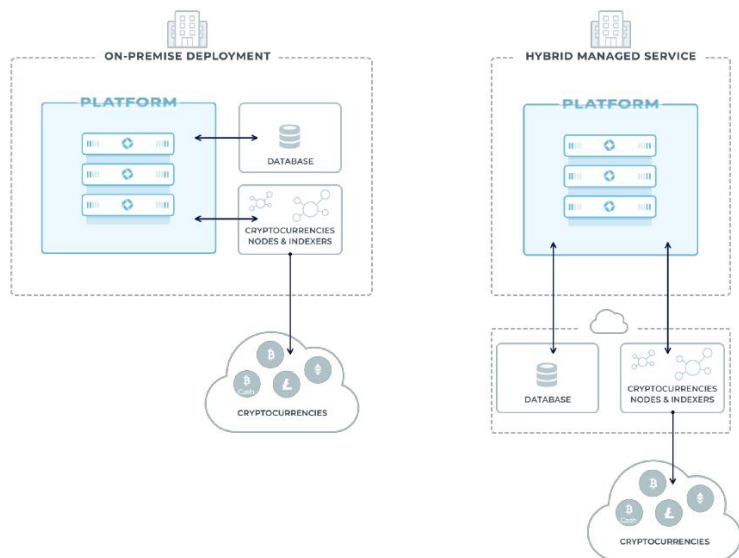 ON-PREMISE DEPLOYMENT
PLATFORM
DATABASE
CRYPTOCURRENCIES
NODES & INDEXERS
Cash
CRYPTOCURRENCIES
HYBRID MANAGED SERVICE
PLATFORM
DATABASE
CRYPTOCURRENCIES
NODES & INDEXERS
Cash
CRYPTOCURRENCIES